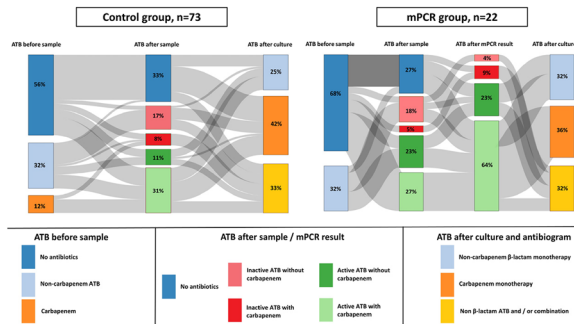 Control group, n=73
mPCR group, n=22
ATB before sample
ATB after sample
ATB after culture
ATB before sample
ATB after sample
ATB after mPCR result
ATB after culture
56%
32%
12%
33%
17%
8%
11%
31%
25%
42%
33%
68%
32%
27%
18%
5%
23%
27%
4%
9%
23%
64%
32%
36%
32%
ATB before sample
No antibiotics
Non-carbapenem ATB
Carbapenem
ATB after sample / mPCR result
No antibiotics
Inactive ATB without
carbapenem
Inactive ATB with
carbapenem
Active ATB without
carbapenem
Active ATB with
carbapenem
ATB after culture and antibiogram
Non-carbapenem β-lactam monotherapy
Carbapenem monotherapy
Non β-lactam ATB and / or combination